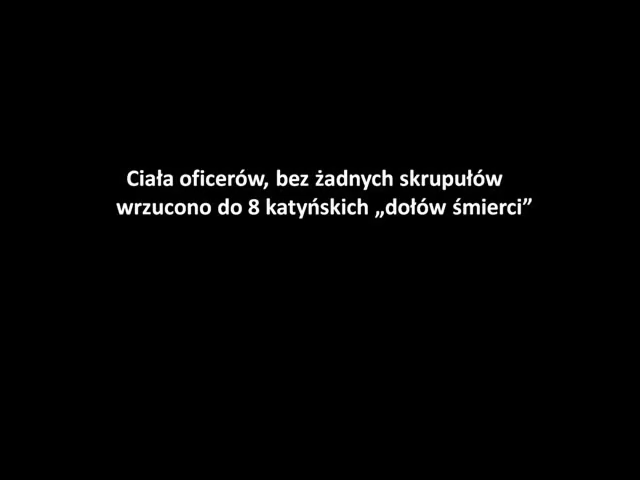 Ciała oficerów, bez żadnych skrupułów
wrzucono do 8 katyńskich „dołów śmierci”